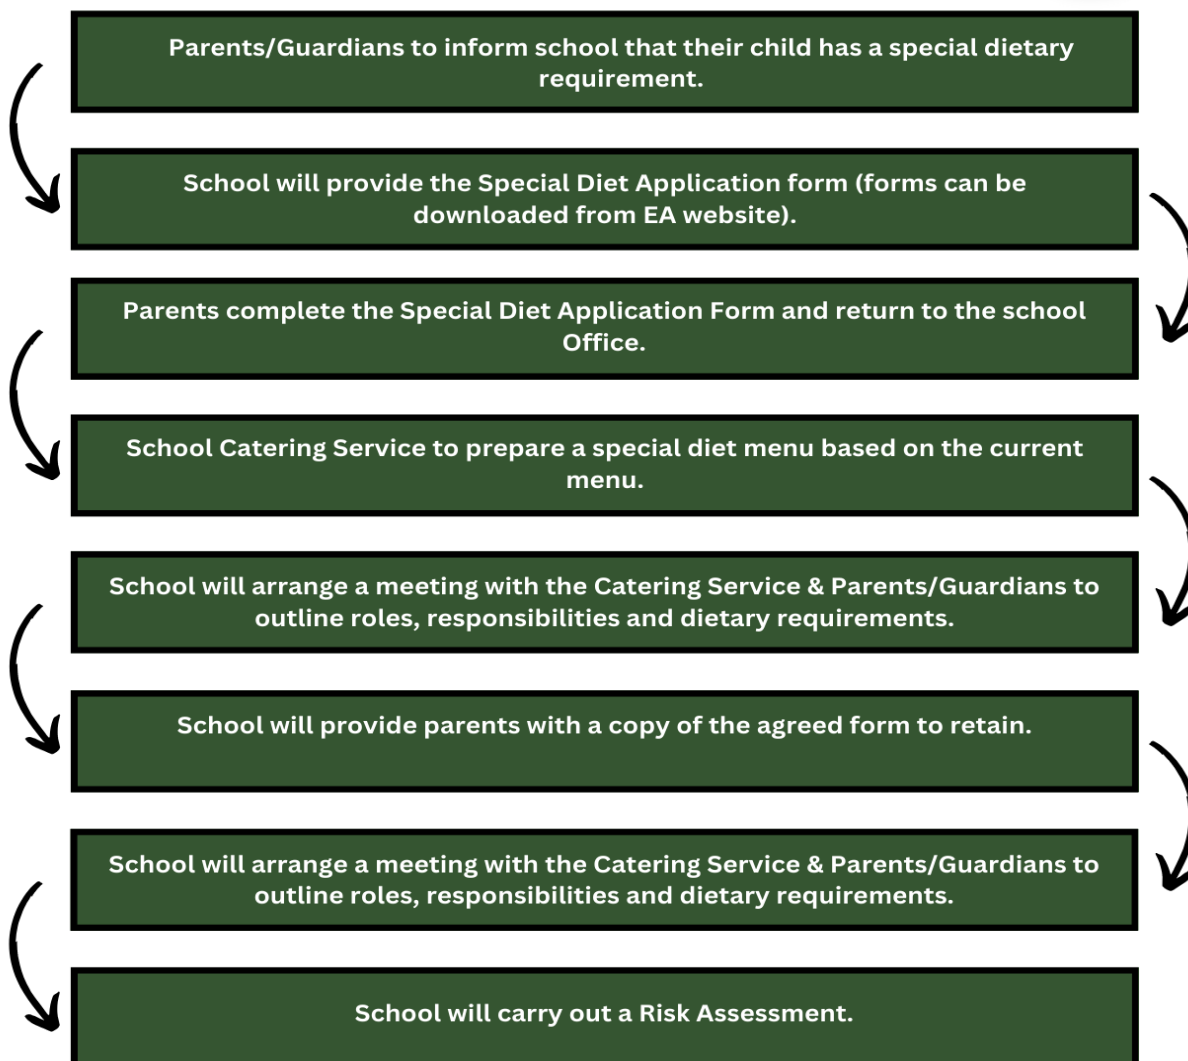 Parents/Guardians to inform school that their child has a special dietary
requirement.
School will provide the Special Diet Application form (forms can be
downloaded from EA website).
Parents complete the Special Diet Application Form and return to the school
Office.
School Catering Service to prepare a special diet menu based on the current
menu.
School will arrange a meeting with the Catering Service & Parents/Guardians to
outline roles, responsibilities and dietary requirements.
School will provide parents with a copy of the agreed form to retain.
School will arrange a meeting with the Catering Service & Parents/Guardians to
outline roles, responsibilities and dietary requirements.
School will carry out a Risk Assessment.